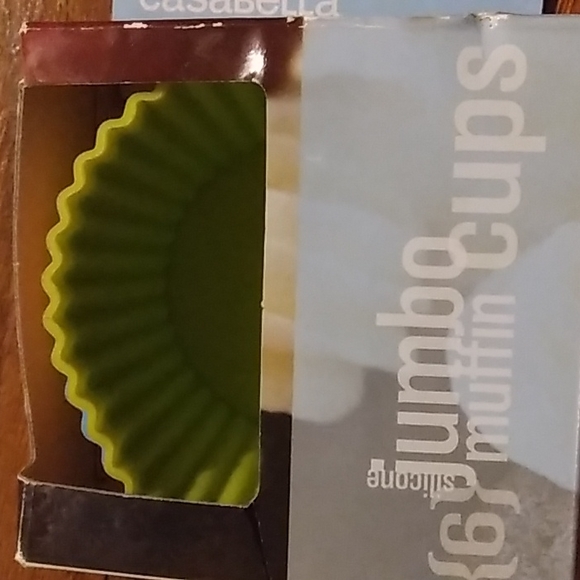 casabella
silicone
jumbo
{6} muffin cups